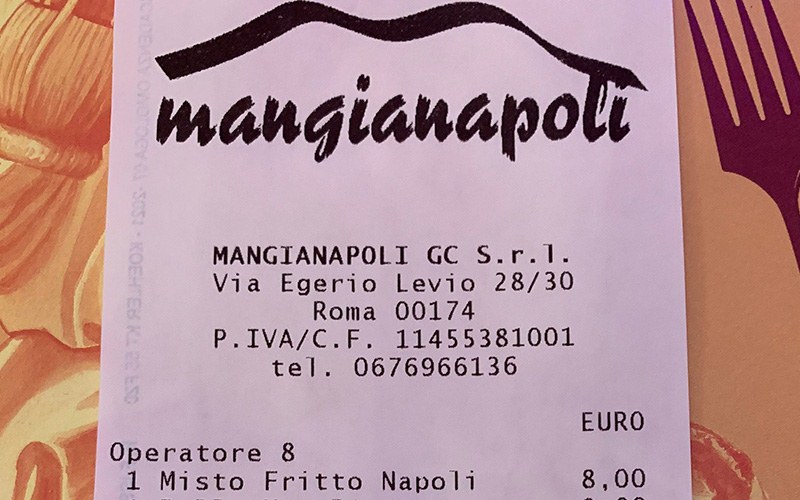 mangianapoli
MANGIANAPOLI GC S.r.l.
Via Egerio Levio 28/30
Roma 00174
P.IVA/C.F. 11455381001
tel. 0676966136
EURO
Operatore 8
1 Misto Fritto Napoli 8,00